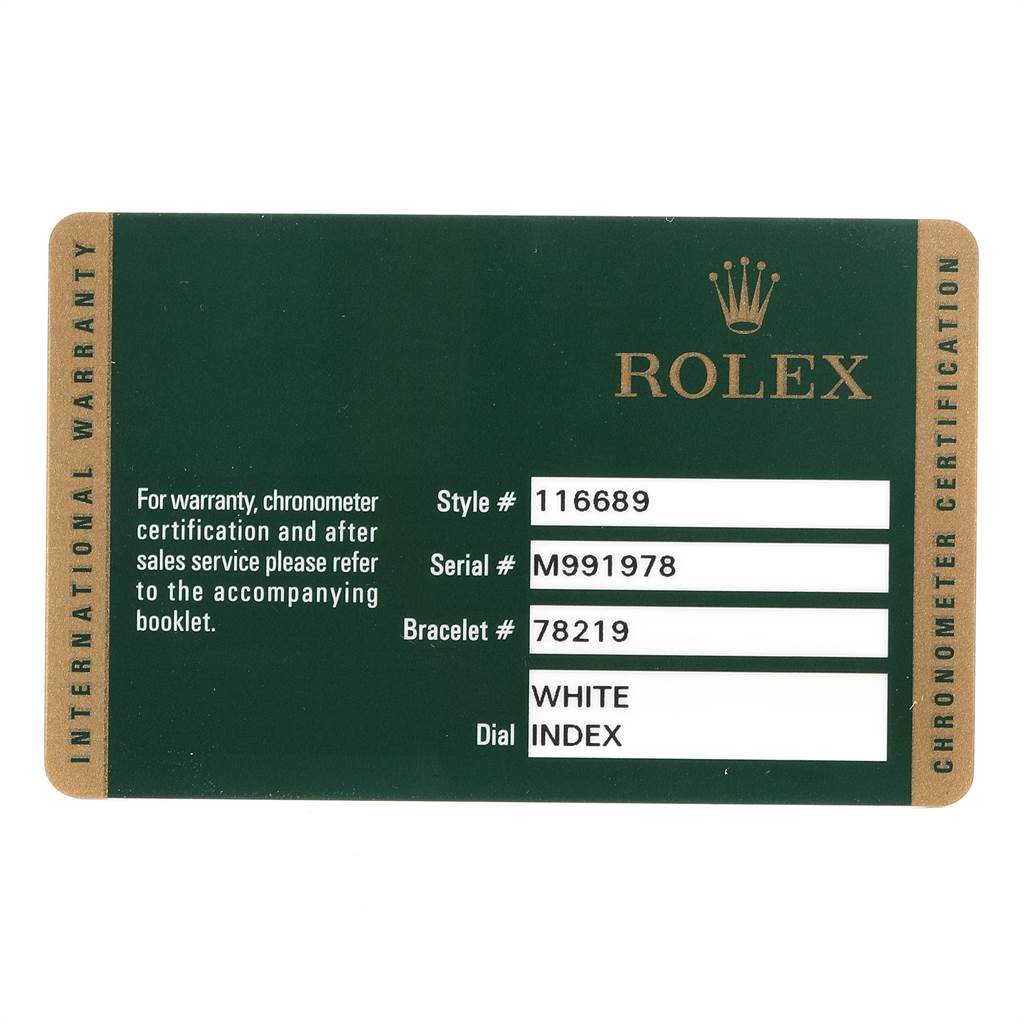 INTERNATIONAL WARRANTY
ROLEX
For warranty, chronometer
certification and after
sales service please refer
to the accompanying
booklet.
Style # 116689
Serial # M991978
Bracelet # 78219
Dial WHITE
INDEX
CHRONOMETER CERTIFICATION